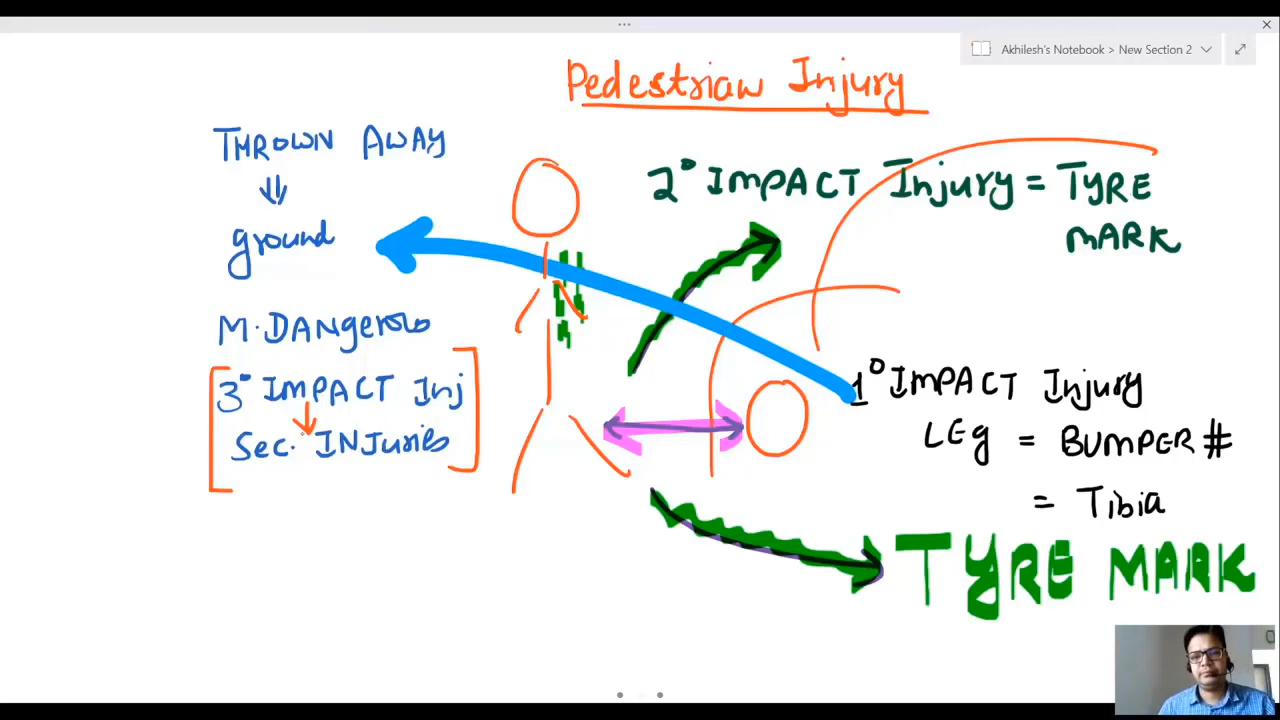 Akhilesh's Notebook > New Section 2
Pedestrian Injury
THROWN AWAY
ground
M. DANgerous
3° IMPACT Inj
Sec. INJuries
2° IMPACT Injury = TYRE
MARK
1° IMPACT Injury
LEg = BUMPER #
= Tibia
TYRE MARK